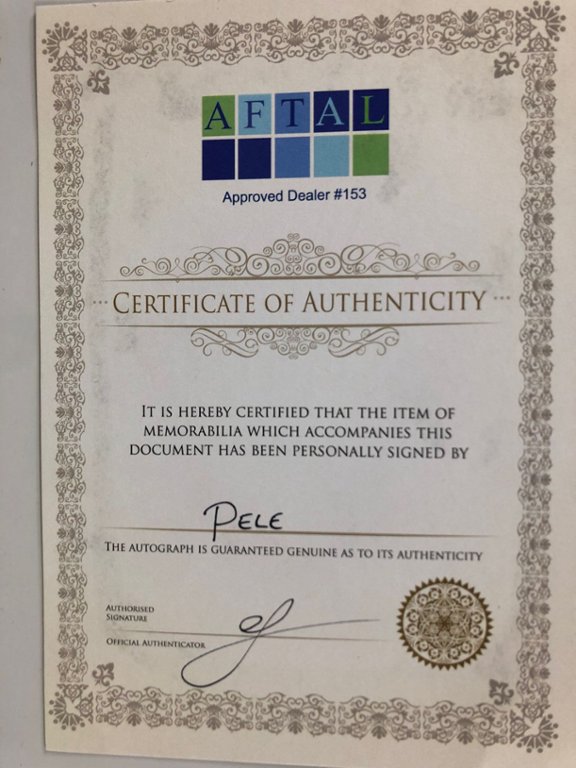 AFTAL
Approved Dealer #153
CERTIFICATE OF AUTHENTICITY
IT IS HEREBY CERTIFIED THAT THE ITEM OF
MEMORABILIA WHICH ACCOMPANIES THIS
DOCUMENT HAS BEEN PERSONALLY SIGNED BY
PELE
THE AUTOGRAPH IS GUARANTEED GENUINE AS TO ITS AUTHENTICITY
AUTHORISED
SIGNATURE
OFFICIAL AUTHENTICATOR